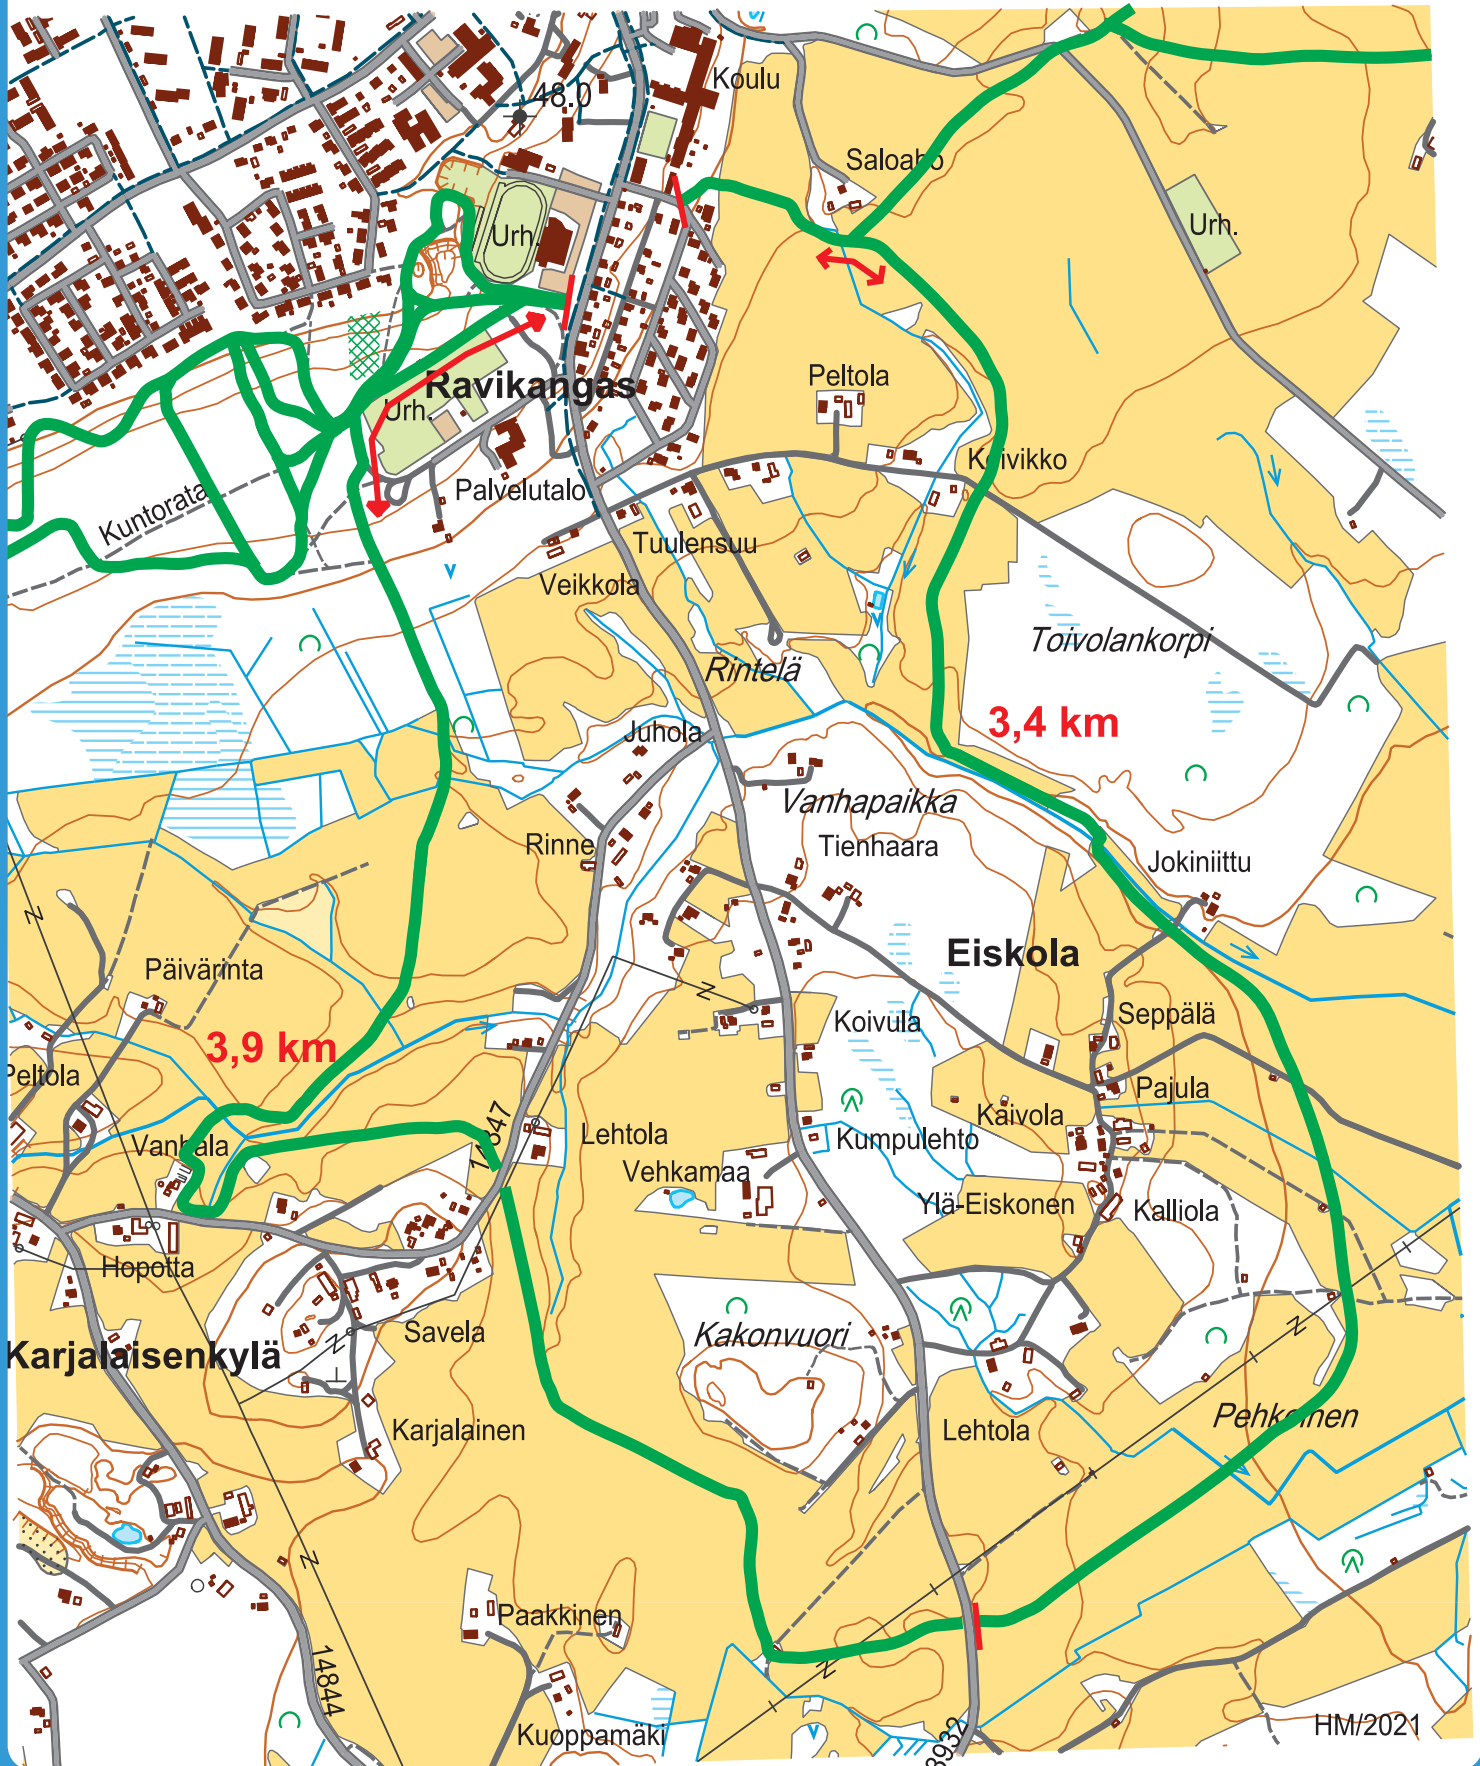 Koulu
48.0
Saloaho
Urh.
Urh.
Peltola
Ravikangas
Urh.
Koivikko
Kuntorata
Palvelutalo
Tuulensuu
Veikkola
Toivolankorpi
Rintelä
3,4 km
Juhola
Vanhapaikka
Rinne
Tienhaara
Jokiniittu
Eiskola
Päivärinta
Z
Z
Seppälä
Koivula
3,9 km
Peltola
Pajula
Kaivola
14847
Lehtola
Kumpulehto
Vanhala
Vehkamaa
Ylä-Eiskonen
Kalliola
Hopotta
Z
Savela
Kakonvuori
Z
Karjalaisenkylä
Pehkoinen
Karjalainen
Lehtola
Z
Paakkinen
Z
14844
Kuoppamäki
HM/2021
8932